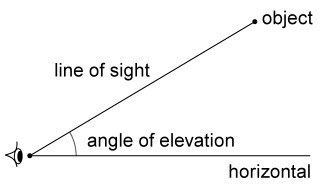 object
line of sight
angle of elevation
horizontal